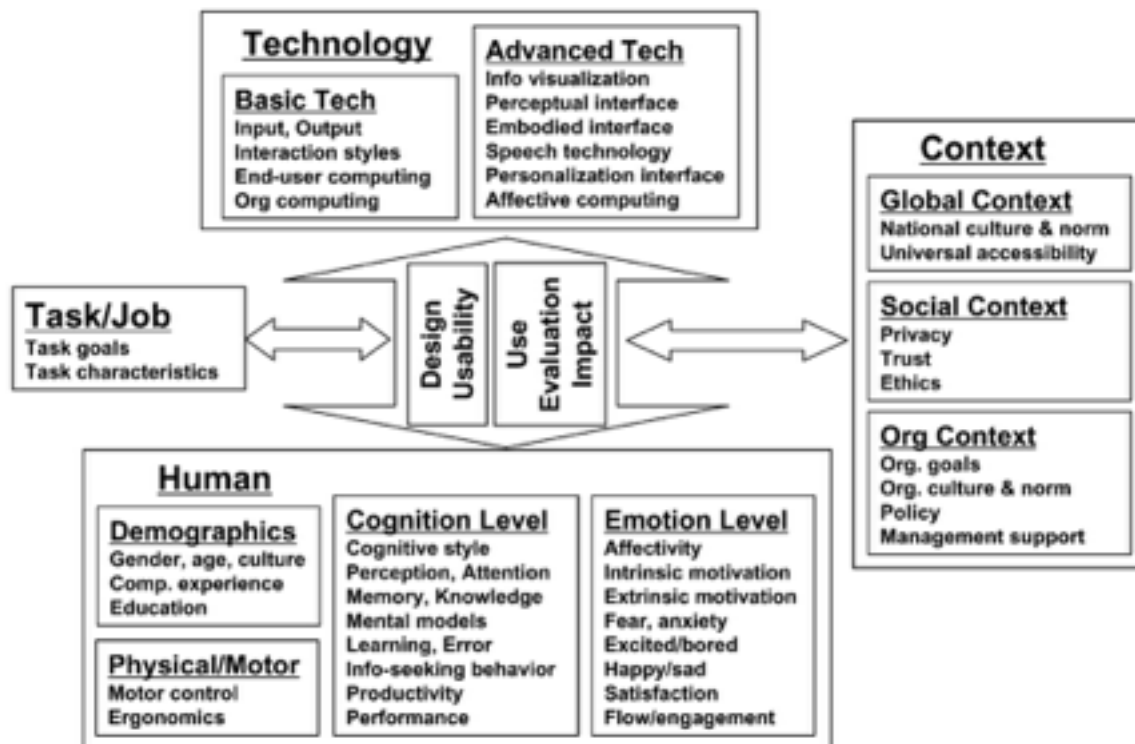 Technology
Basic Tech
Input, Output
Interaction styles
End-user computing
Org computing
Advanced Tech
Info visualization
Perceptual interface
Embodied interface
Speech technology
Personalization interface
Affective computing
Task/Job
Task goals
Task characteristics
Design
Usability
Use
Evaluation
Impact
Context
Global Context
National culture & norm
Universal accessibility
Social Context
Privacy
Trust
Ethics
Org Context
Org. goals
Org. culture & norm
Policy
Management support
Human
Demographics
Gender, age, culture
Comp. experience
Education
Physical/Motor
Motor control
Ergonomics
Cognition Level
Cognitive style
Perception, Attention
Memory, Knowledge
Mental models
Learning, Error
Info-seeking behavior
Productivity
Performance
Emotion Level
Affectivity
Intrinsic motivation
Extrinsic motivation
Fear, anxiety
Excited/bored
Happy/sad
Satisfaction
Flow/engagement